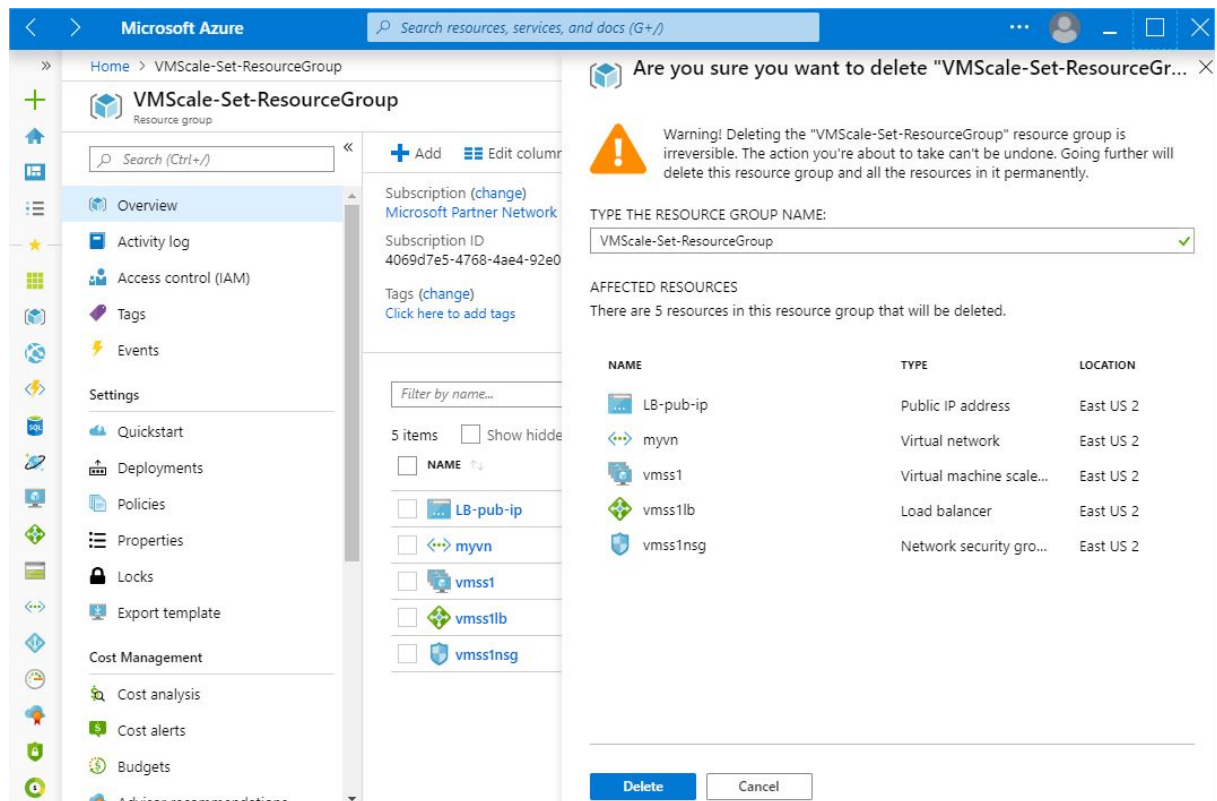 Microsoft Azure
Search resources, services, and docs (G+/)
Home > VMScale-Set-ResourceGroup
VMScale-Set-ResourceGroup
Resource group
Search (Ctrl+/)
Overview
Activity log
Access control (IAM)
Tags
Events
Settings
Quickstart
Deployments
Policies
Properties
Locks
Export template
Cost Management
Cost analysis
Cost alerts
Budgets
Advisor recommendations
Add
Edit column
Subscription (change)
Microsoft Partner Network
Subscription ID
4069d7e5-4768-4ae4-92e0
Tags (change)
Click here to add tags
Filter by name...
5 items
Show hidde
NAME
LB-pub-ip
myvn
vmss1
vmss1lb
vmss1nsg
Are you sure you want to delete "VMScale-Set-ResourceGr...
Warning! Deleting the "VMScale-Set-ResourceGroup" resource group is
irreversible. The action you're about to take can't be undone. Going further will
delete this resource group and all the resources in it permanently.
TYPE THE RESOURCE GROUP NAME:
VMScale-Set-ResourceGroup
AFFECTED RESOURCES
There are 5 resources in this resource group that will be deleted.
NAME TYPE LOCATION
LB-pub-ip Public IP address East US 2
myvn Virtual network East US 2
vmss1 Virtual machine scale... East US 2
vmss1lb Load balancer East US 2
vmss1nsg Network security gro... East US 2
Delete
Cancel